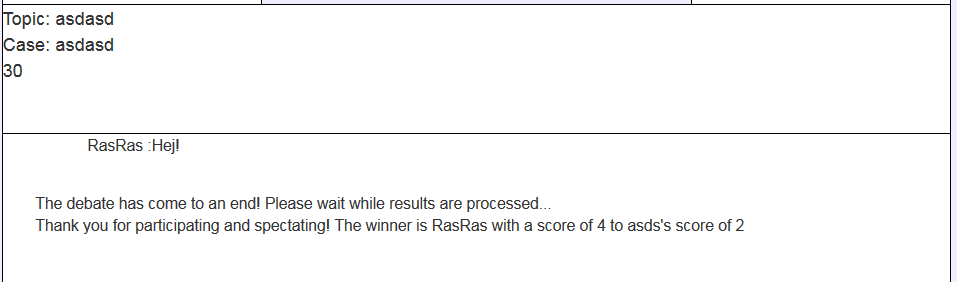 Topic: asdasd
Case: asdasd
30
RasRas :Hej!
The debate has come to an end! Please wait while results are processed...
Thank you for participating and spectating! The winner is RasRas with a score of 4 to asds's score of 2